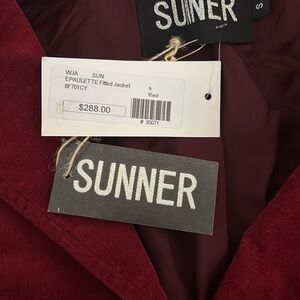 SUNNER
S
WJA SUN
EPAULETTE Fitted Jacket
8F701CY
S
Red
$288.00
# 35071
SUNNER